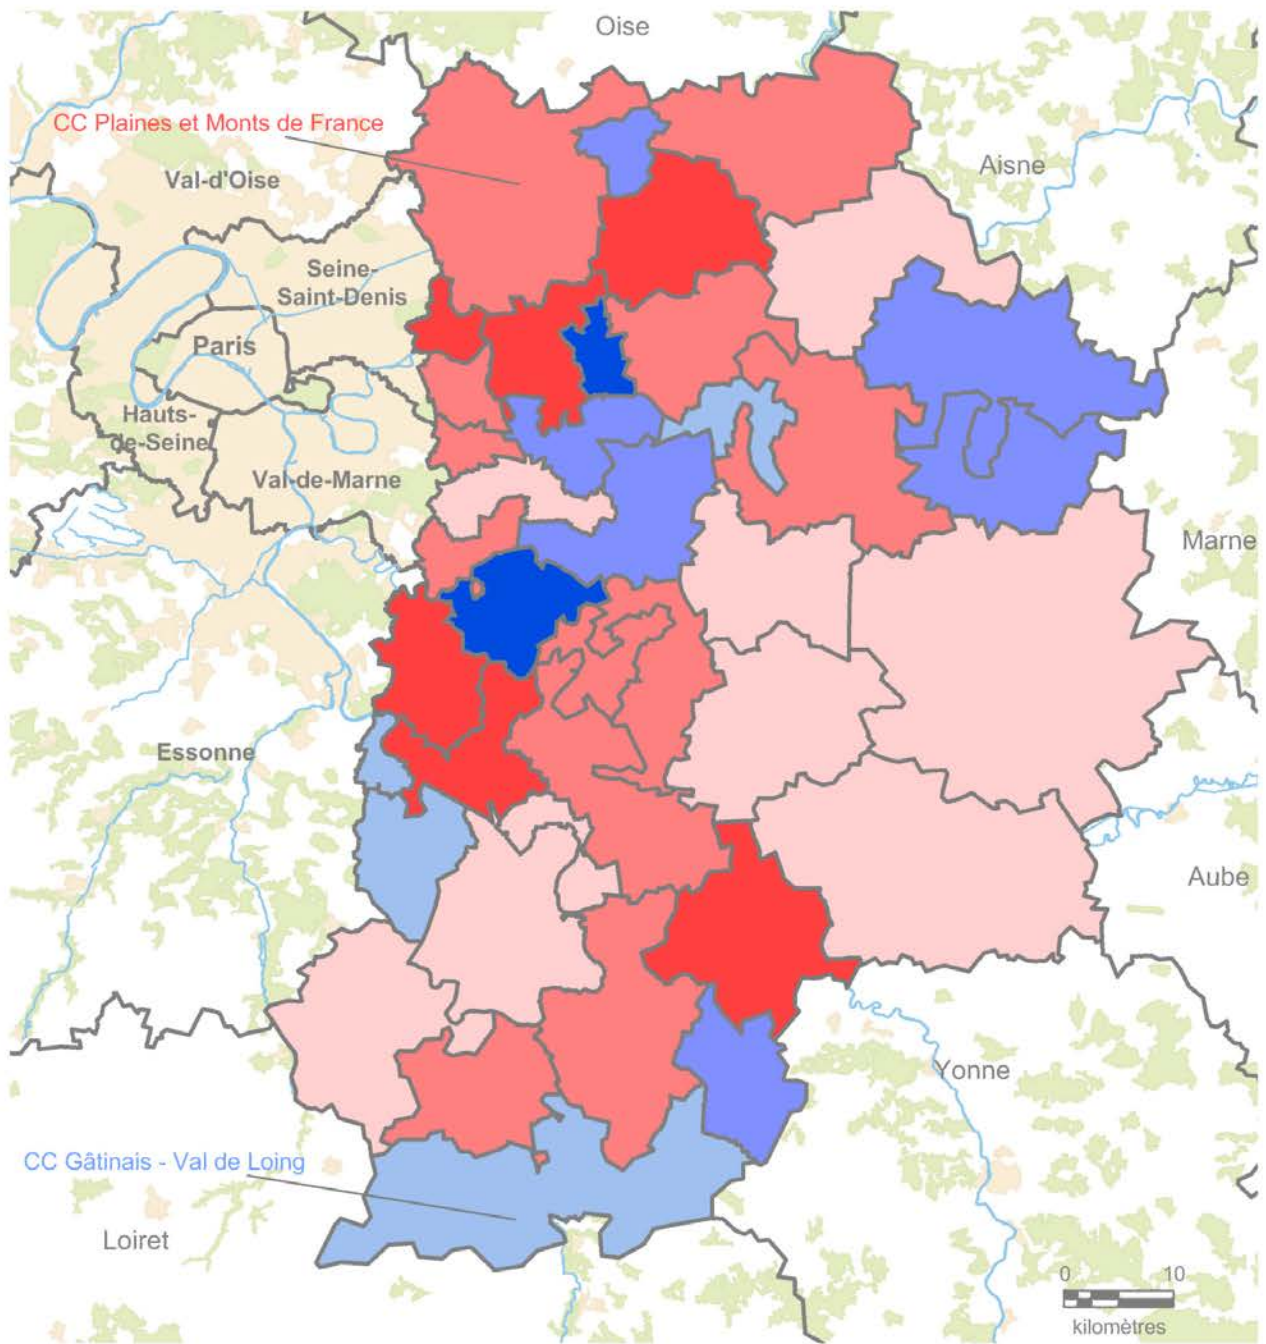 Oise
CC Plaines et Monts de France
Val-d'Oise
Aisne
Seine-
Saint-Denis
Paris
Hauts-
de-Seine
Val-de-Marne
Marne
Essonne
Aube
Yonne
CC Gâtinais - Val de Loing
Loiret
0 10
kilomètres